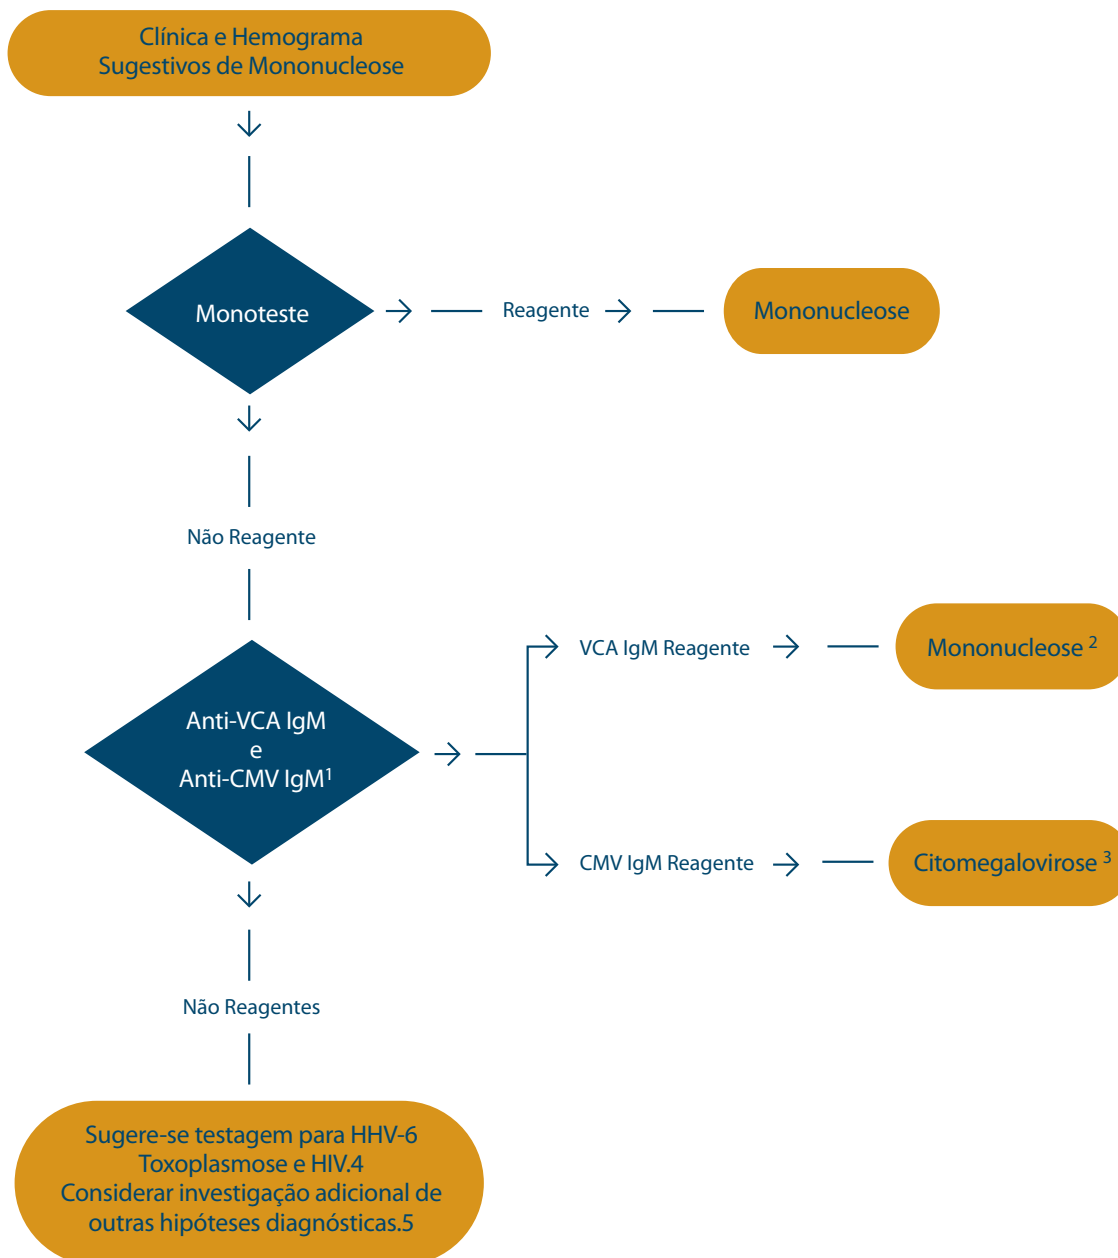 Clínica e Hemograma
Sugestivos de Mononucleose
Monoteste
Reagente
Mononucleose
Não Reagente
Anti-VCA IgM
e
Anti-CMV IgM¹
VCA IgM Reagente
Mononucleose ²
CMV IgM Reagente
Citomegalovirose ³
Não Reagentes
Sugere-se testagem para HHV-6
Toxoplasmose e HIV.4
Considerar investigação adicional de
outras hipóteses diagnósticas.5